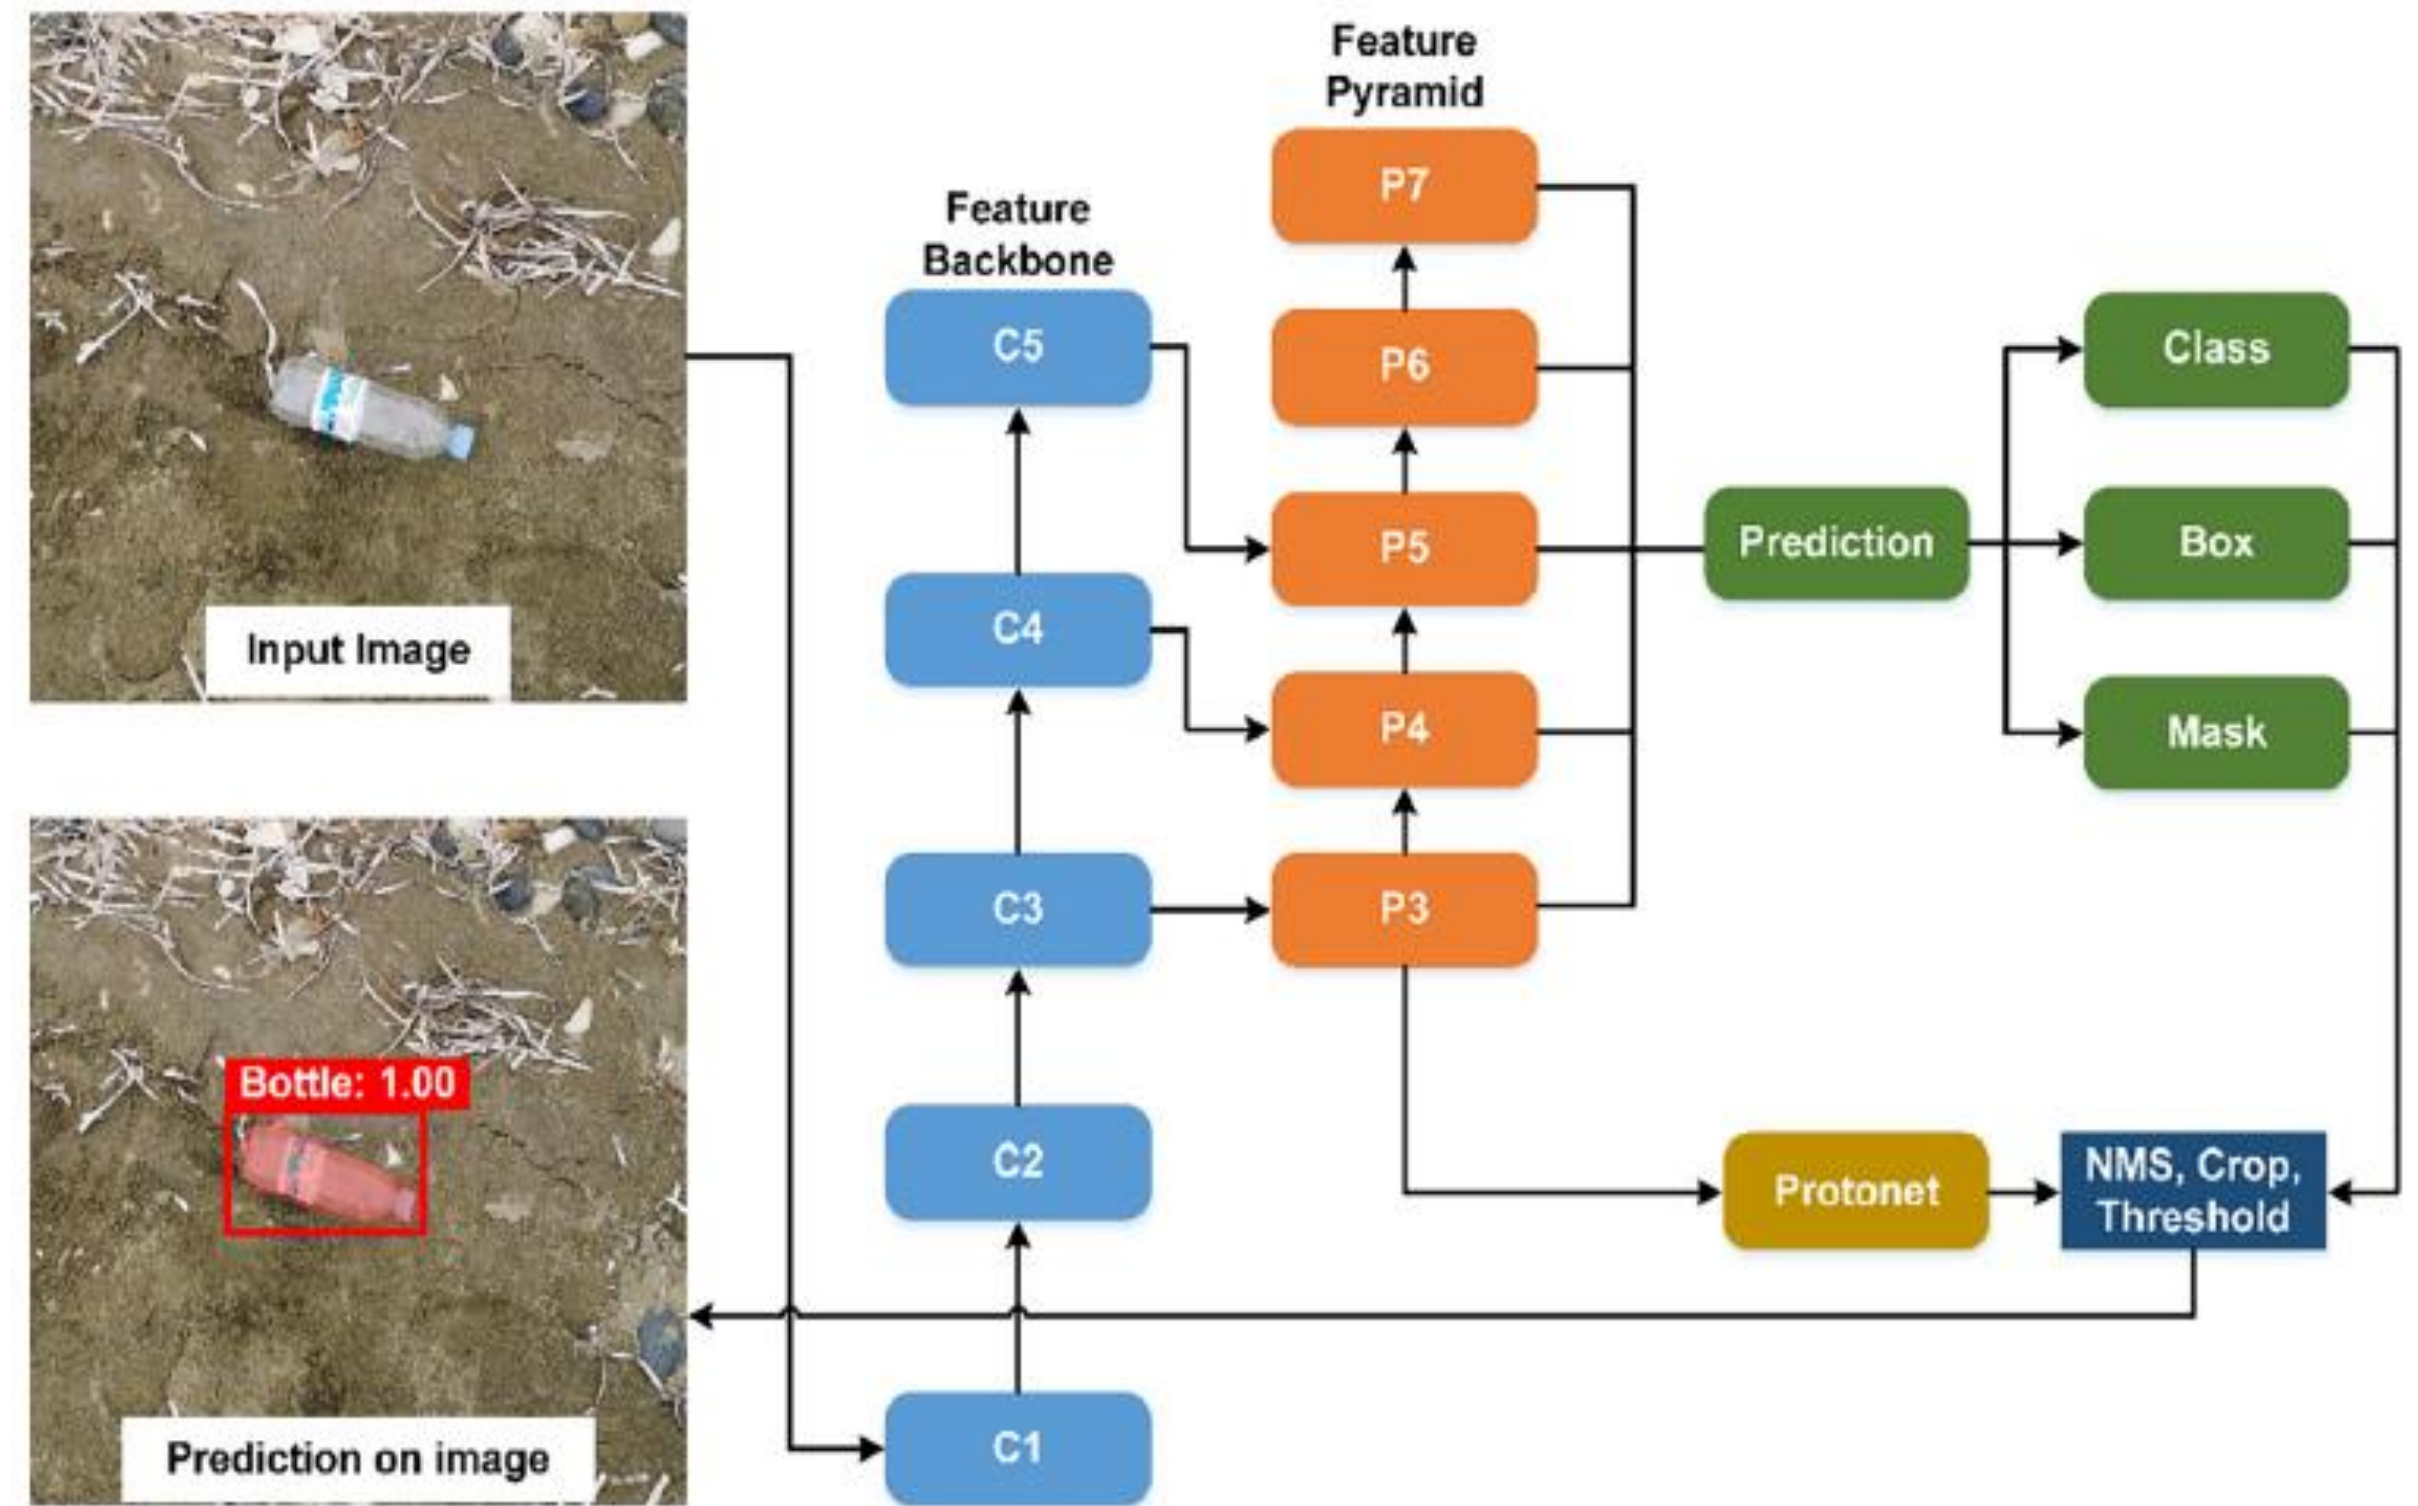 Input Image
Bottle: 1.00
Prediction on image
Feature
Backbone
C5
C4
C3
C2
C1
Feature
Pyramid
P7
P6
P5
P4
P3
Prediction
Class
Box
Mask
Protonet
NMS, Crop,
Threshold